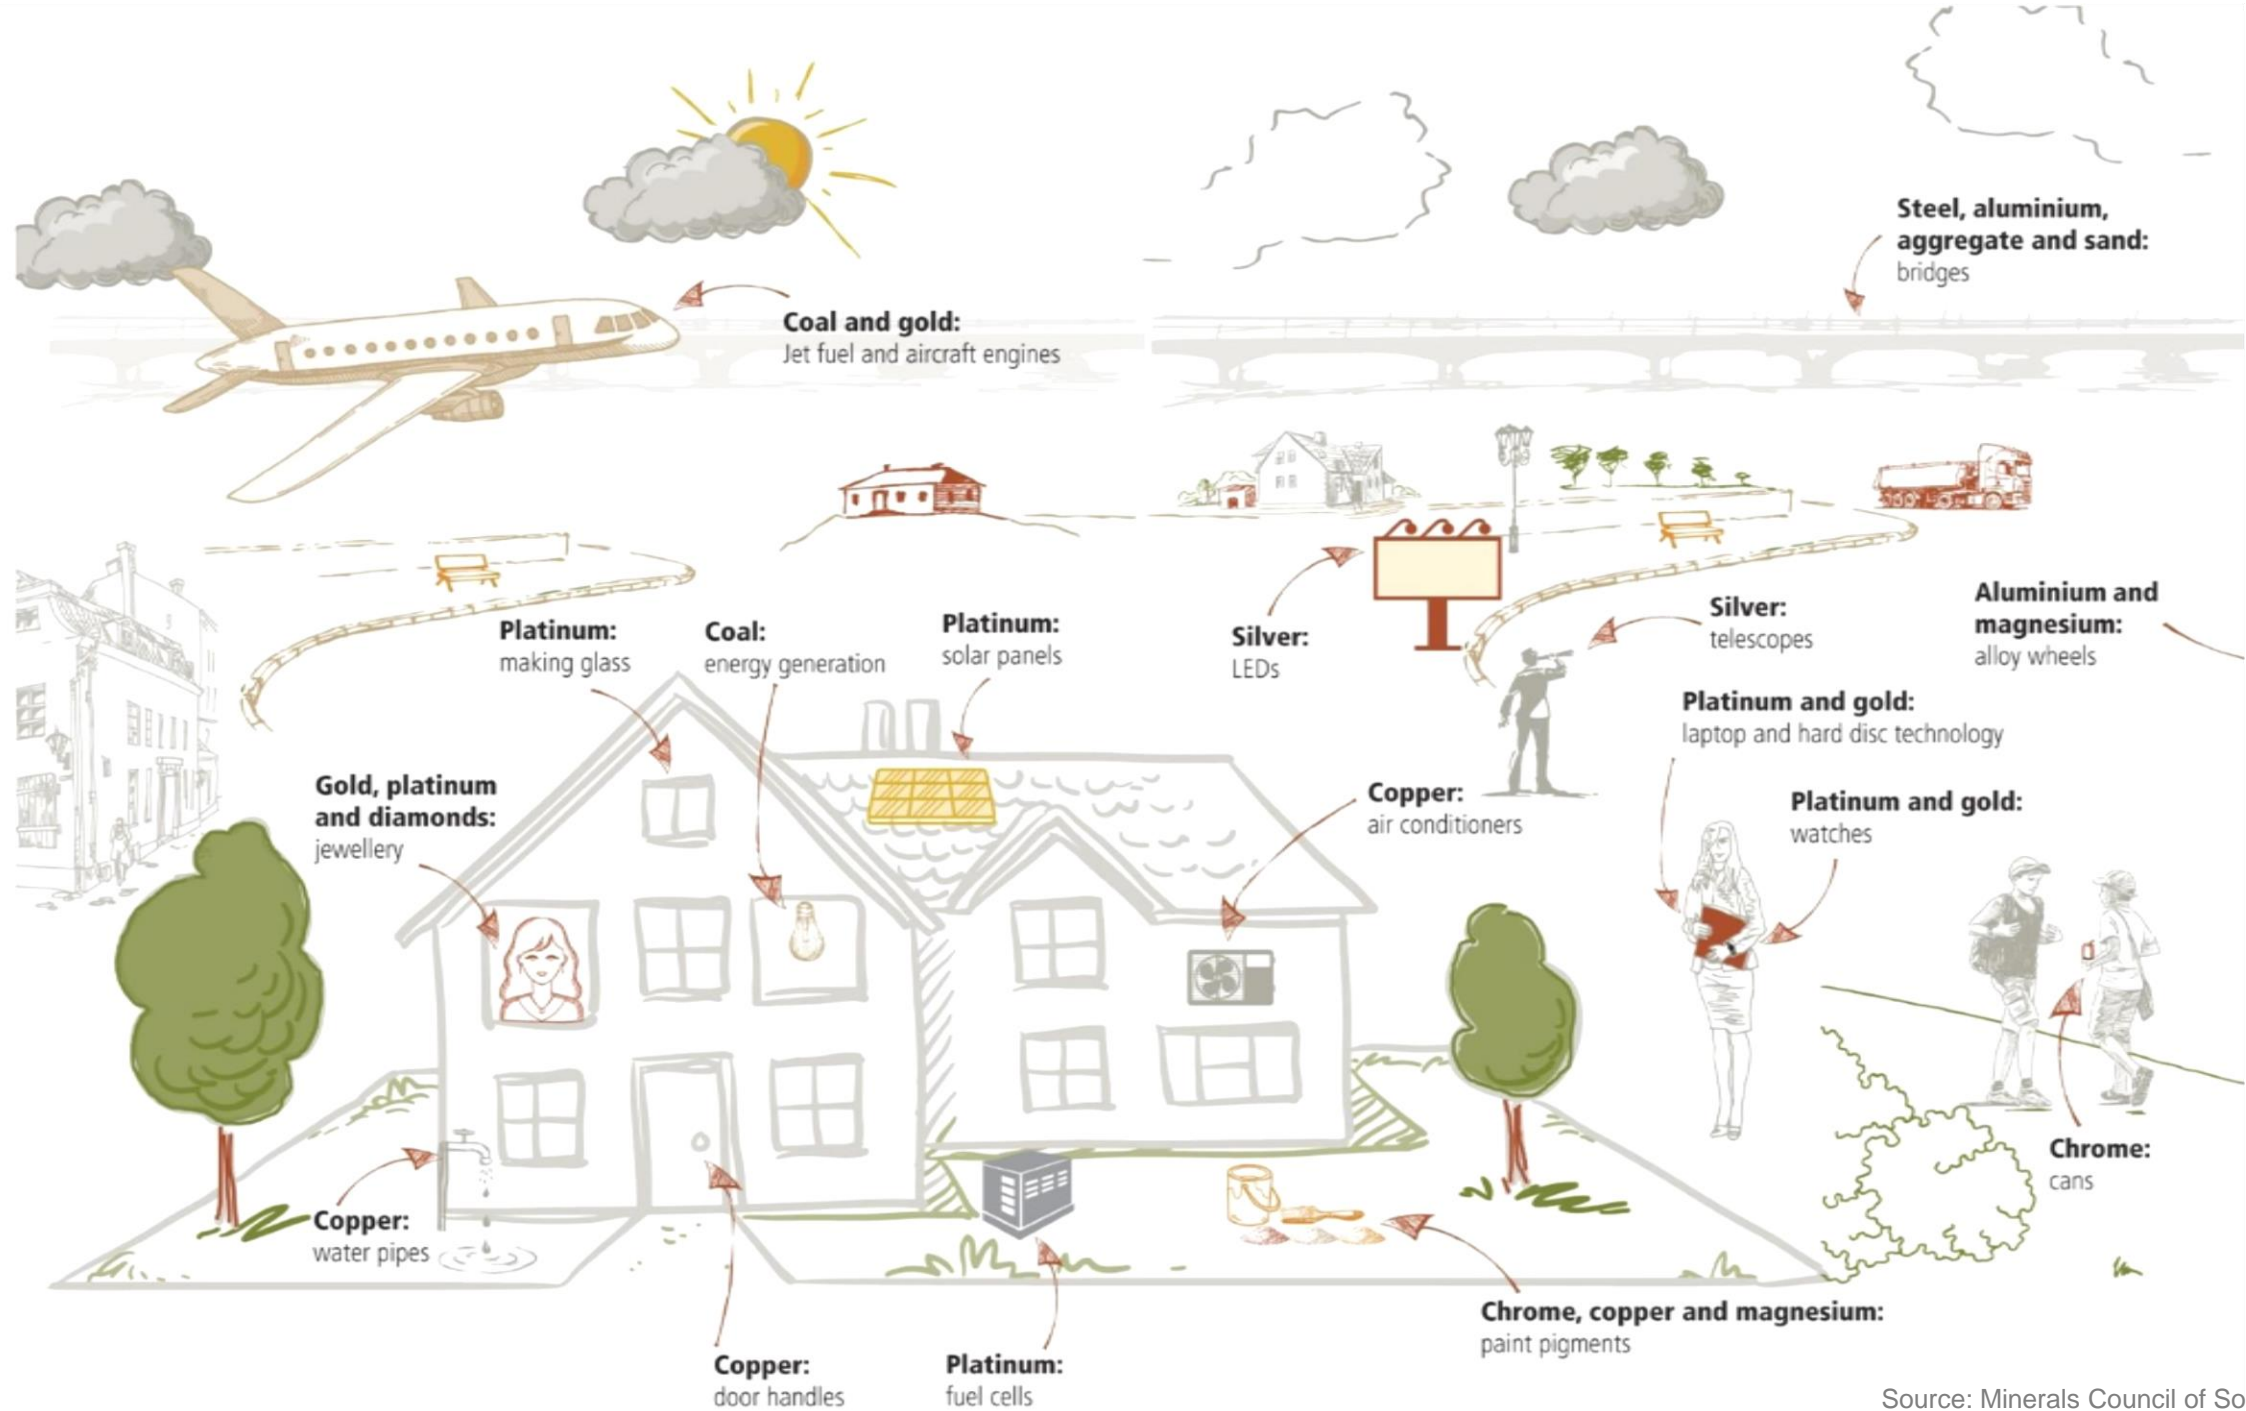 Steel, aluminium,
aggregate and sand:
bridges
Coal and gold:
Jet fuel and aircraft engines
Platinum:
making glass
Coal:
energy generation
Platinum:
solar panels
Silver:
LEDs
Silver:
telescopes
Aluminium and
magnesium:
alloy wheels
Platinum and gold:
laptop and hard disc technology
Gold, platinum
and diamonds:
jewellery
Copper:
air conditioners
Platinum and gold:
watches
Chrome:
cans
Copper:
water pipes
Chrome, copper and magnesium:
paint pigments
Copper:
door handles
Platinum:
fuel cells
Source: Minerals Council of So